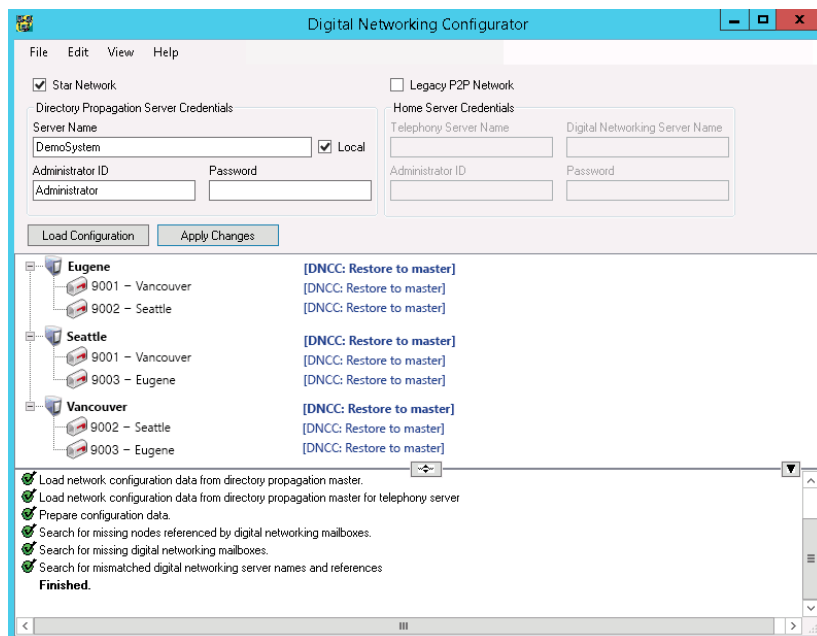 Digital Networking Configurator
File Edit View Help
Star Network
Legacy P2P Network
Directory Propagation Server Credentials
Home Server Credentials
Server Name
Telephony Server Name
Digital Networking Server Name
DemoSystem
Local
Administrator ID
Password
Administrator ID
Password
Administrator
Load Configuration
Apply Changes
Eugene [DNCC: Restore to master]
9001 - Vancouver [DNCC: Restore to master]
9002 - Seattle [DNCC: Restore to master]
Seattle [DNCC: Restore to master]
9001 - Vancouver [DNCC: Restore to master]
9003 - Eugene [DNCC: Restore to master]
Vancouver [DNCC: Restore to master]
9002 - Seattle [DNCC: Restore to master]
9003 - Eugene [DNCC: Restore to master]
Load network configuration data from directory propagation master.
Load network configuration data from directory propagation master for telephony server
Prepare configuration data.
Search for missing nodes referenced by digital networking mailboxes.
Search for missing digital networking mailboxes.
Search for mismatched digital networking server names and references
Finished.